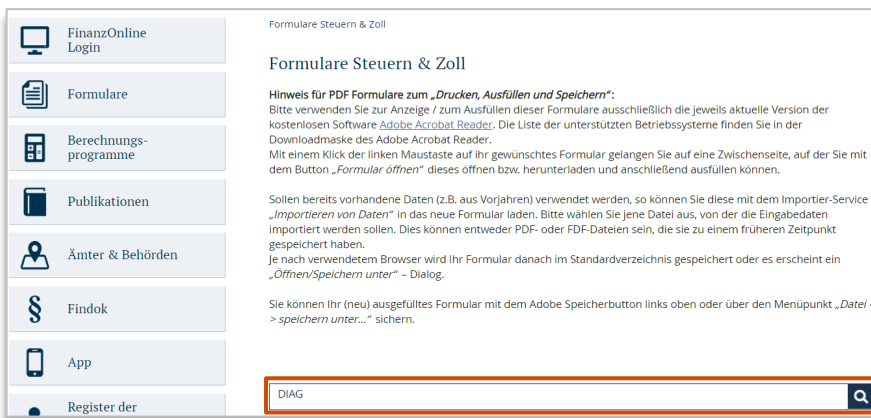 FinanzOnline
Login
Formulare
Berechnungs-
programme
Publikationen
Ämter & Behörden
§
Findok
App
Register der
Formulare Steuern & Zoll
Formulare Steuern & Zoll
Hinweis für PDF Formulare zum „Drucken, Ausfüllen und Speichern“:
Bitte verwenden Sie zur Anzeige / zum Ausfüllen dieser Formulare ausschließlich die jeweils aktuelle Version der
kostenlosen Software Adobe Acrobat Reader. Die Liste der unterstützten Betriebssysteme finden Sie in der
Downloadmaske des Adobe Acrobat Reader.
Mit einem Klick der linken Maustaste auf ihr gewünschtes Formular gelangen Sie auf eine Zwischenseite, auf der Sie mit
dem Button „Formular öffnen“ dieses öffnen bzw. herunterladen und anschließend ausfüllen können.
Sollen bereits vorhandene Daten (z.B. aus Vorjahren) verwendet werden, so können Sie diese mit dem Importier-Service
„Importieren von Daten“ in das neue Formular laden. Bitte wählen Sie jene Datei aus, von der die Eingabedaten
importiert werden sollen. Dies können entweder PDF- oder FDF-Dateien sein, die sie zu einem früheren Zeitpunkt
gespeichert haben.
Je nach verwendetem Browser wird Ihr Formular danach im Standardverzeichnis gespeichert oder es erscheint ein
„Öffnen/Speichern unter“ – Dialog.
Sie können Ihr (neu) ausgefülltes Formular mit dem Adobe Speicherbutton links oben oder über den Menüpunkt „Datei -
> speichern unter...“ sichern.
DIAG